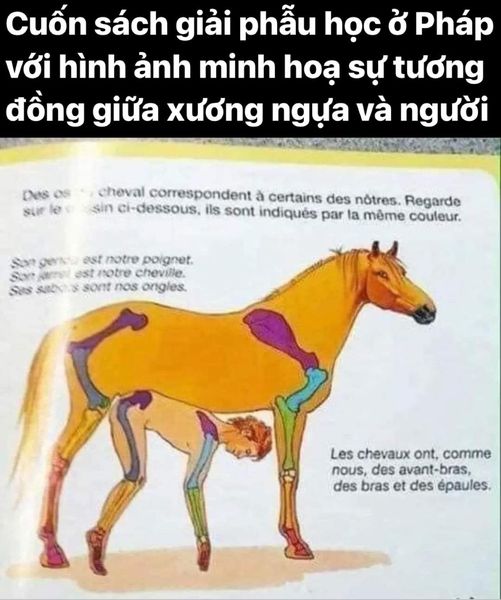 Cuốn sách giải phẫu học ở Pháp
với hình ảnh minh hoạ sự tương
đồng giữa xương ngựa và người
Des os cheval correspondent à certains des nôtres. Regarde
sur le ci-dessous, ils sont indiqués par la même couleur.
Son genou est notre poignet.
Son jarret est notre cheville.
Ses sabots sont nos ongles.
Les chevaux ont, comme
nous, des avant-bras,
des bras et des épaules.